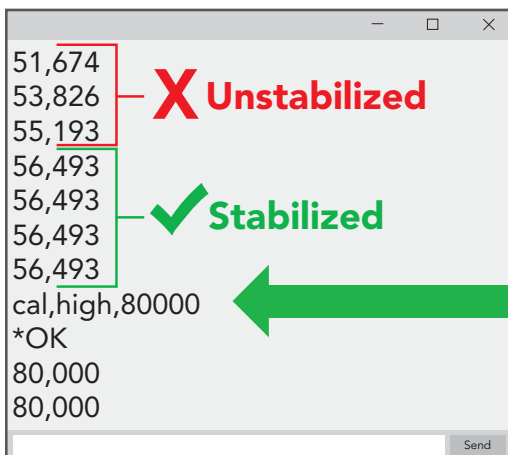 51,674
53,826
X Unstabilized
55,193
56,493
56,493
Stabilized
56,493
56,493
cal,high,80000
*OK
80,000
80,000
Send